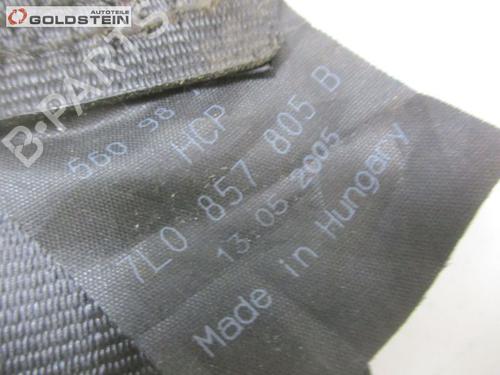 AUTOTEILE
GOLDSTEIN
B-PARTS
560 98
HCP
7L0 857 805 B
13.05.2005
Made in Hungary